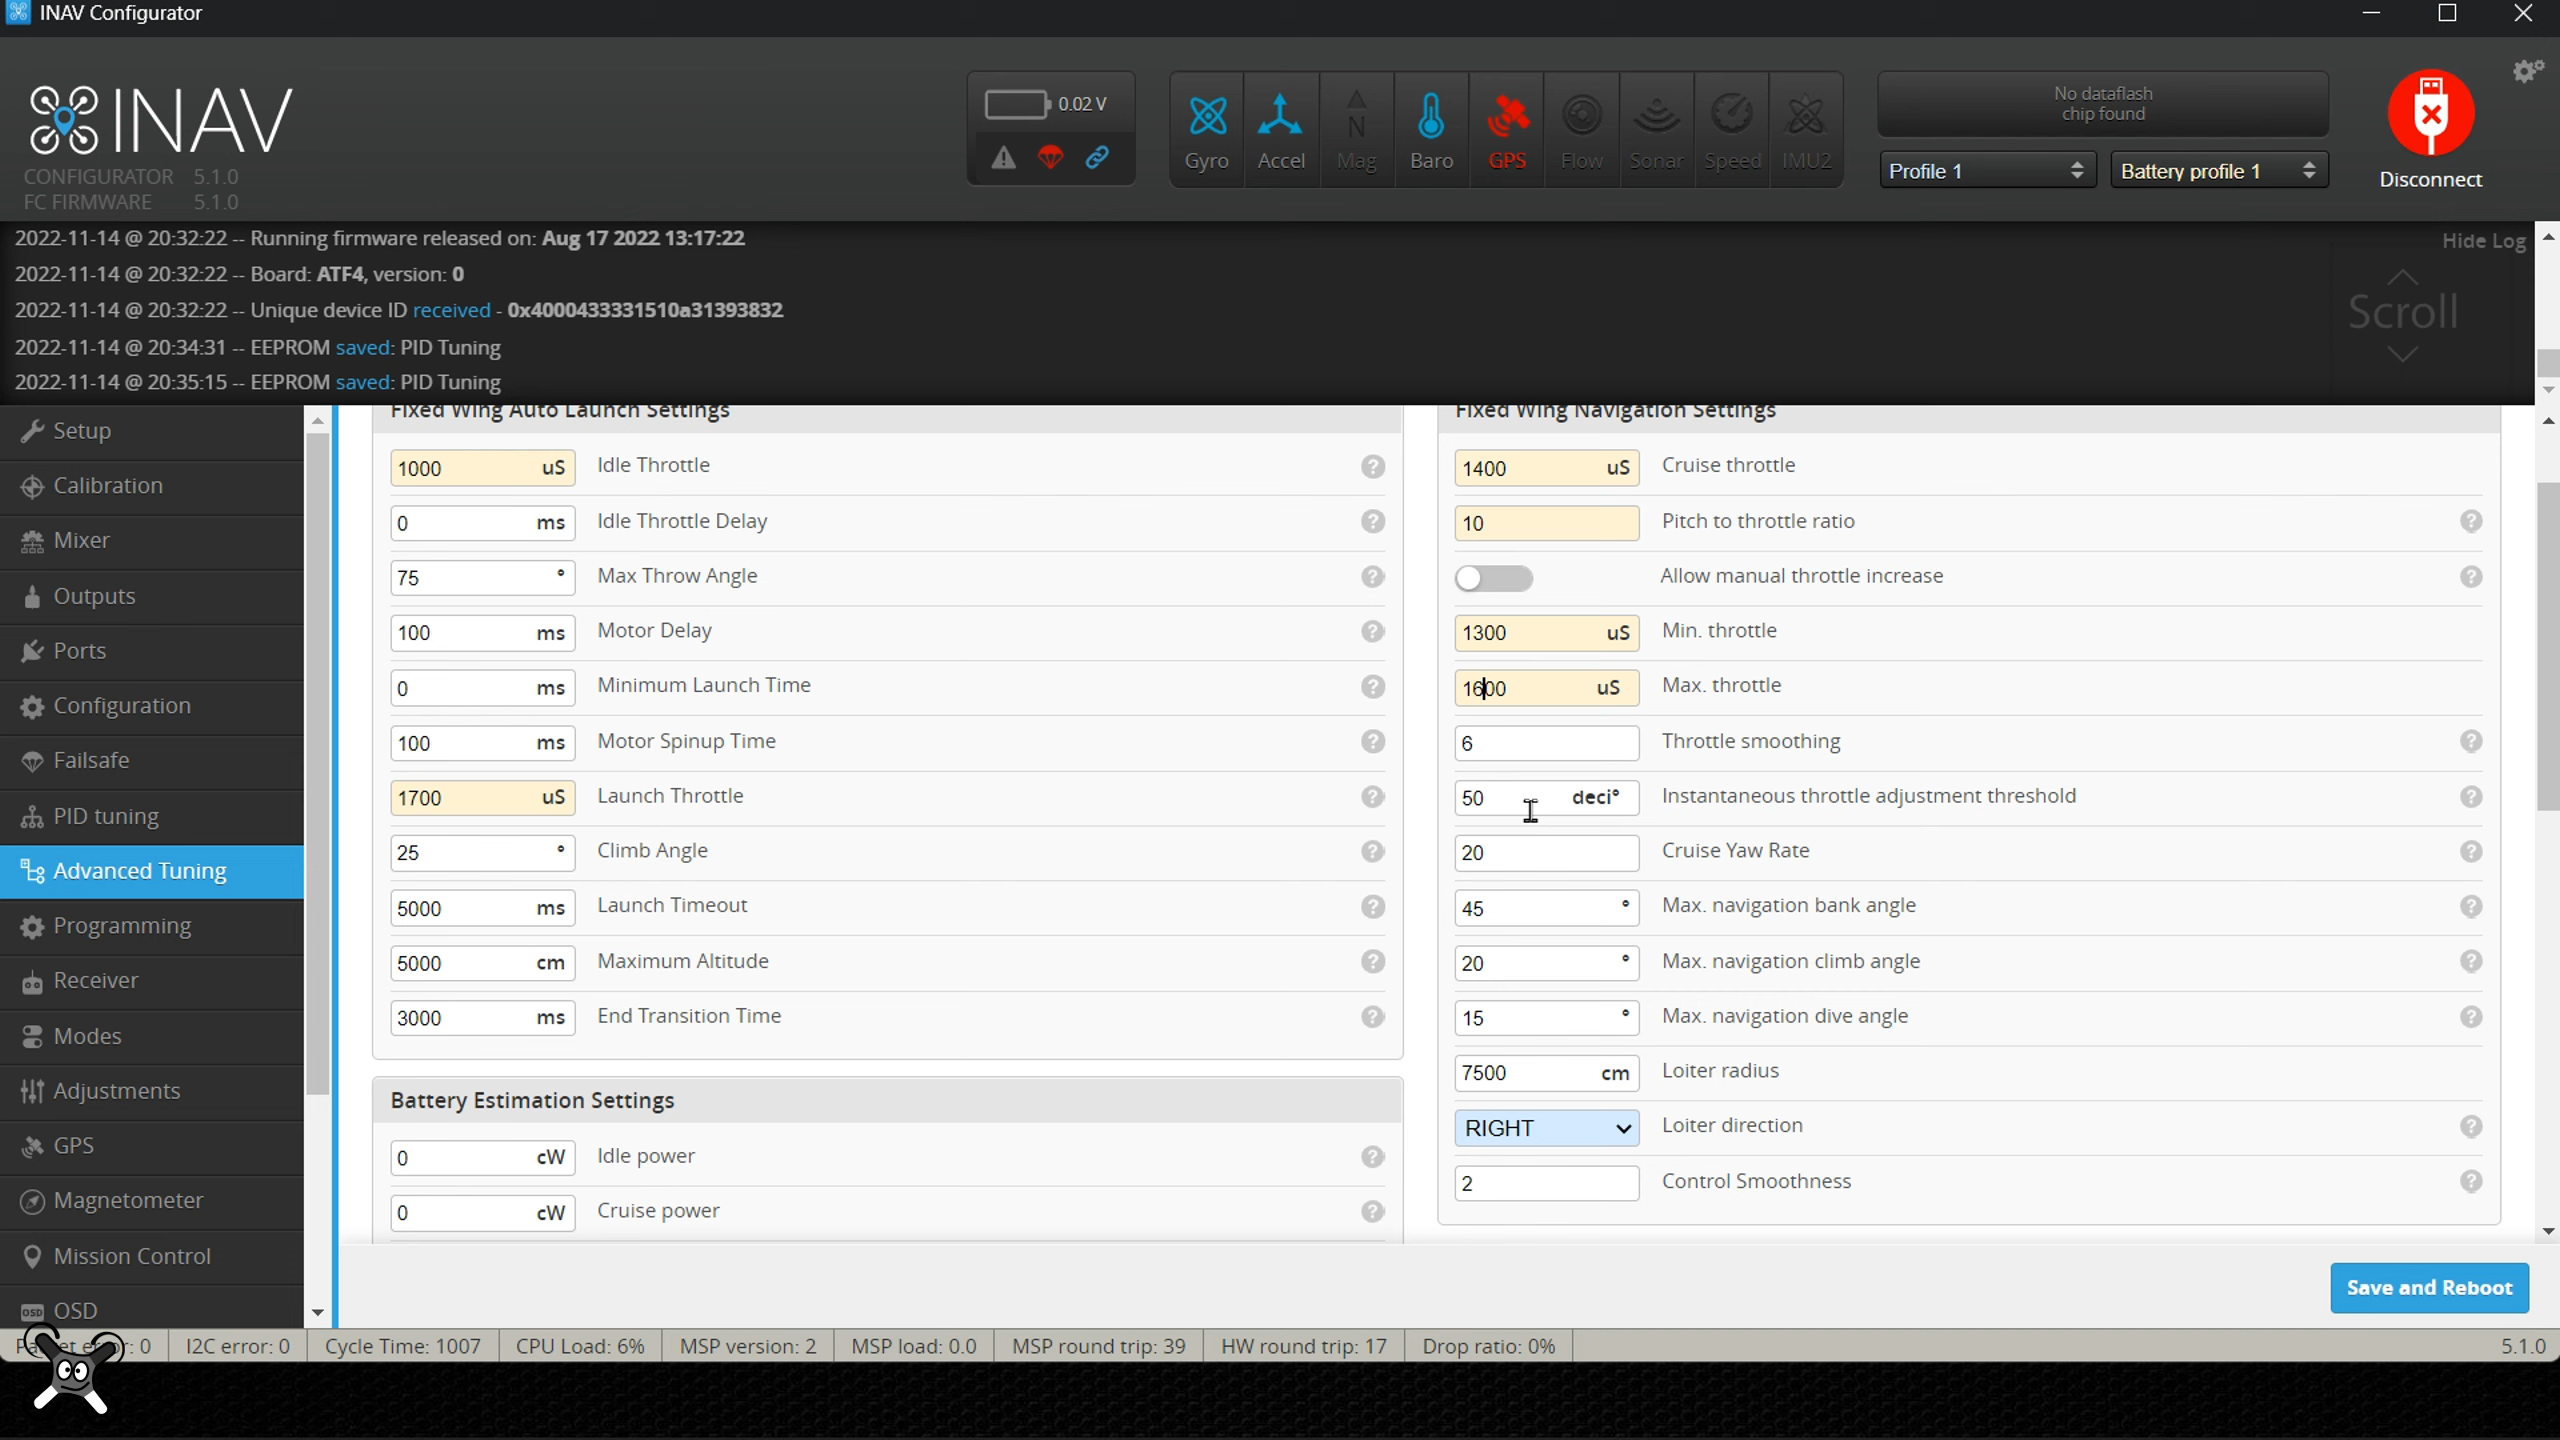 INAV Configurator
INAV
CONFIGURATOR 5.1.0
FC FIRMWARE 5.1.0
0.02 V
Gyro Accel Mag Baro GPS Flow Sonar Speed IMU2
No dataflash
chip found
Profile 1
Battery profile 1
Disconnect
2022-11-14 @ 20:32:22 -- Running firmware released on: Aug 17 2022 13:17:22
2022-11-14 @ 20:32:22 -- Board: ATF4, version: 0
2022-11-14 @ 20:32:22 -- Unique device ID received - 0x4000433331510a31393832
2022-11-14 @ 20:34:31 -- EEPROM saved: PID Tuning
2022-11-14 @ 20:35:15 -- EEPROM saved: PID Tuning
Hide Log
Scroll
Setup
Calibration
Mixer
Outputs
Ports
Configuration
Failsafe
PID tuning
Advanced Tuning
Programming
Receiver
Modes
Adjustments
GPS
Magnetometer
Mission Control
OSD
Fixed Wing Auto Launch Settings
1000 uS Idle Throttle
0 ms Idle Throttle Delay
75 ° Max Throw Angle
100 ms Motor Delay
0 ms Minimum Launch Time
100 ms Motor Spinup Time
1700 uS Launch Throttle
25 ° Climb Angle
5000 ms Launch Timeout
5000 cm Maximum Altitude
3000 ms End Transition Time
Battery Estimation Settings
0 cW Idle power
0 cW Cruise power
Fixed Wing Navigation Settings
1400 uS Cruise throttle
10 Pitch to throttle ratio
Allow manual throttle increase
1300 uS Min. throttle
1600 uS Max. throttle
6 Throttle smoothing
50 deci° Instantaneous throttle adjustment threshold
20 Cruise Yaw Rate
45 ° Max. navigation bank angle
20 ° Max. navigation climb angle
15 ° Max. navigation dive angle
7500 cm Loiter radius
RIGHT Loiter direction
2 Control Smoothness
Save and Reboot
Packet error: 0 I2C error: 0 Cycle Time: 1007 CPU Load: 6% MSP version: 2 MSP load: 0.0 MSP round trip: 39 HW round trip: 17 Drop ratio: 0% 5.1.0